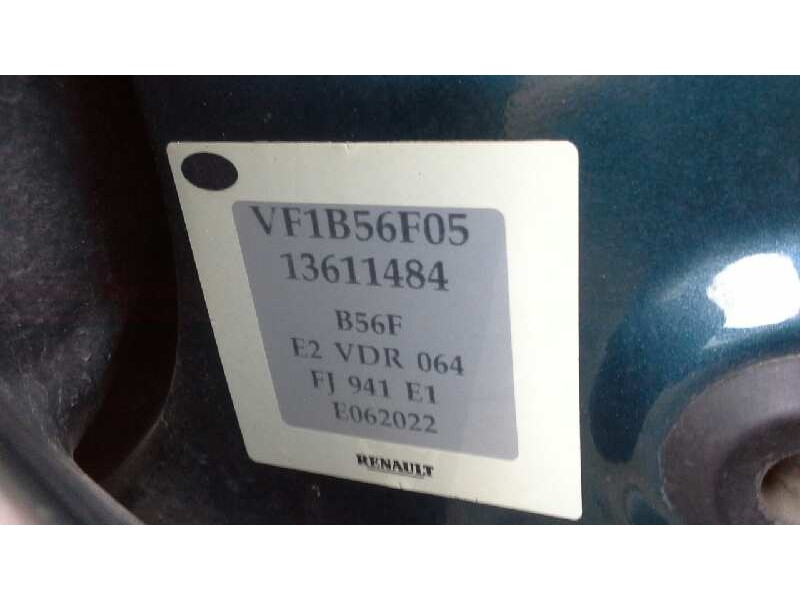 VF1B56F05
13611484
B56F
E2 VDR 064
FJ 941 E1
E062022
RENAULT